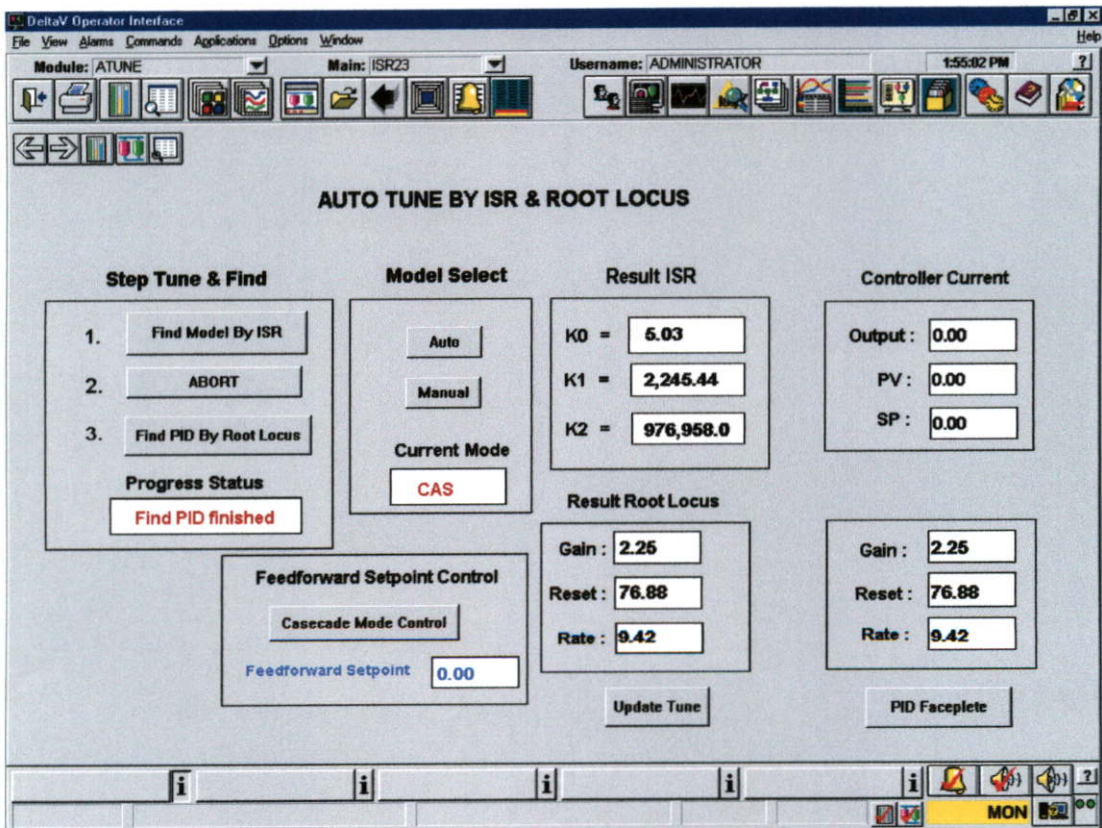 DeltaV Operator Interface
File View Alarms Commands Applications Options Window Help
Module: ATUNE Main: ISR23 Username: ADMINISTRATOR 1:55:02 PM ?
AUTO TUNE BY ISR & ROOT LOCUS
Step Tune & Find
1. Find Model By ISR
2. ABORT
3. Find PID By Root Locus
Progress Status
Find PID finished
Model Select
Auto
Manual
Current Mode
CAS
Result ISR
K0 = 5.03
K1 = 2,245.44
K2 = 976,958.0
Controller Current
Output : 0.00
PV : 0.00
SP : 0.00
Feedforward Setpoint Control
Casecade Mode Control
Feedforward Setpoint 0.00
Result Root Locus
Gain : 2.25
Reset : 76.88
Rate : 9.42
Update Tune
Gain : 2.25
Reset : 76.88
Rate : 9.42
PID Faceplete
i i i i i ?
MON